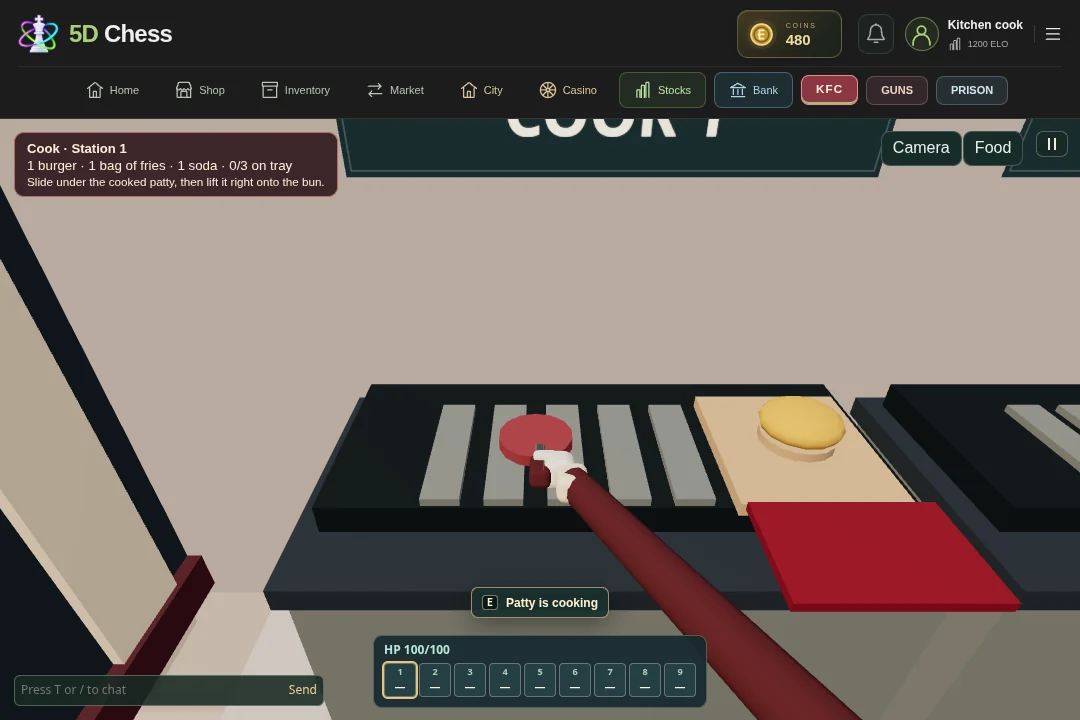 5D Chess
COINS
E 480
Kitchen cook
1200 ELO
Home
Shop
Inventory
Market
City
Casino
Stocks
Bank
KFC
GUNS
PRISON
Cook · Station 1
1 burger · 1 bag of fries · 1 soda · 0/3 on tray
Slide under the cooked patty, then lift it right onto the bun.
COOK 1
Camera
Food
E Patty is cooking
HP 100/100
1 2 3 4 5 6 7 8 9
— — — — — — — — —
Press T or / to chat
Send